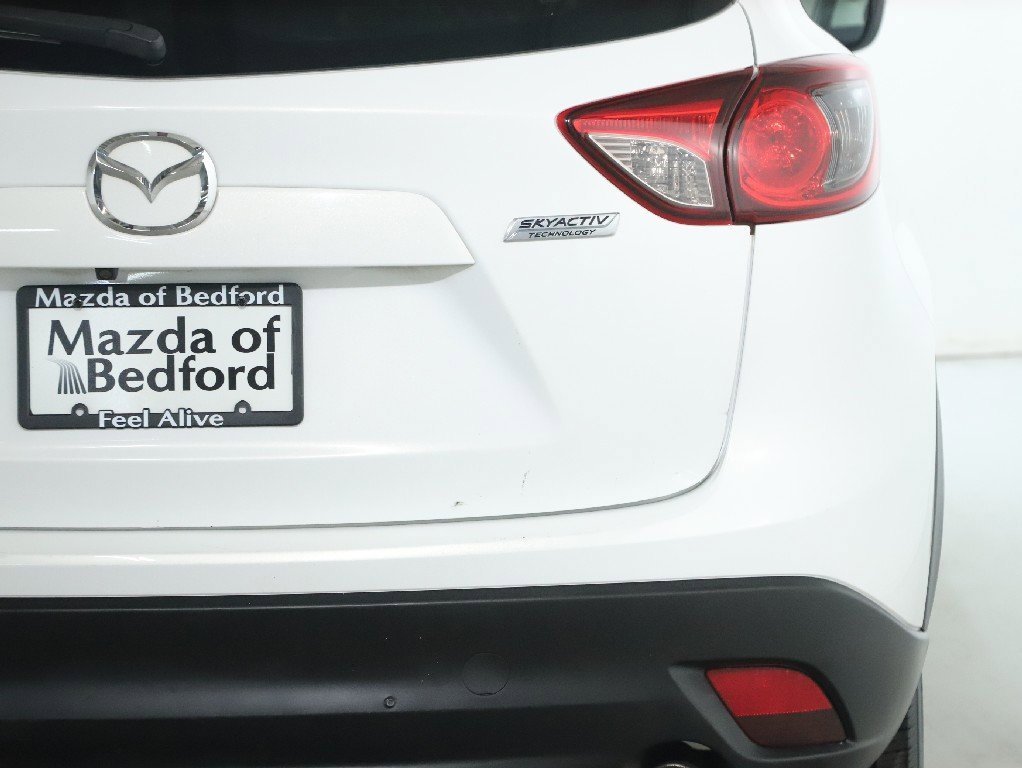 SKYACTIV
TECHNOLOGY
Mazda of Bedford
Mazda of
Bedford
Feel Alive